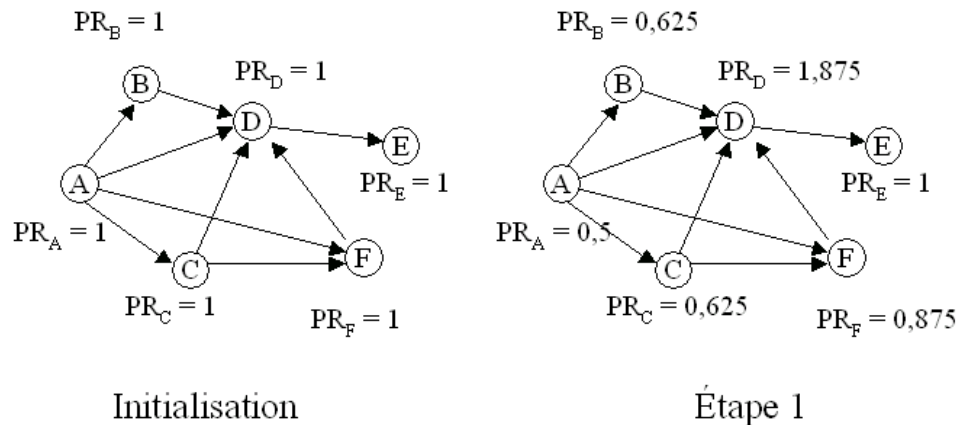 PR_B = 1
PR_D = 1
B
D
E
A
PR_E = 1
PR_A = 1
F
C
PR_C = 1
PR_F = 1
Initialisation
PR_B = 0,625
PR_D = 1,875
B
D
E
A
PR_E = 1
PR_A = 0,5
F
C
PR_C = 0,625
PR_F = 0,875
Étape 1